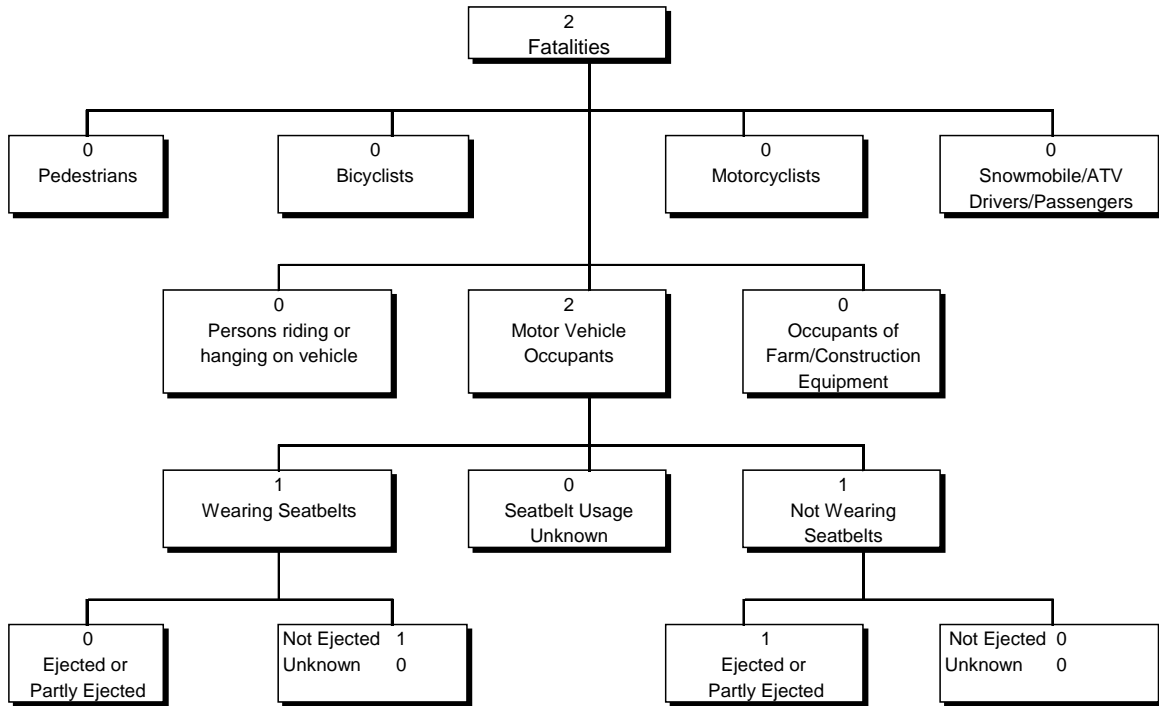 2
Fatalities
0
Pedestrians
0
Bicyclists
0
Motorcyclists
0
Snowmobile/ATV
Drivers/Passengers
0
Persons riding or
hanging on vehicle
2
Motor Vehicle
Occupants
0
Occupants of
Farm/Construction
Equipment
1
Wearing Seatbelts
0
Seatbelt Usage
Unknown
1
Not Wearing
Seatbelts
0
Ejected or
Partly Ejected
Not Ejected 1
Unknown 0
1
Ejected or
Partly Ejected
Not Ejected 0
Unknown 0